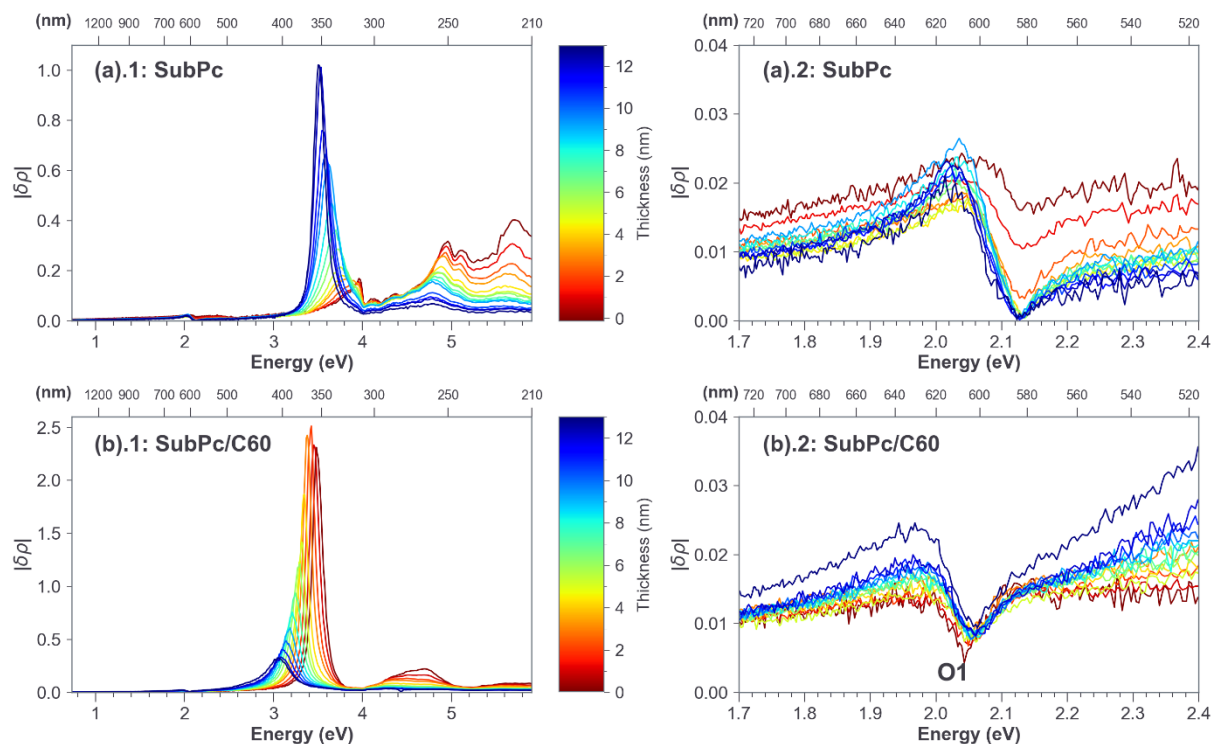 (nm) 1200 900 700 600 500 400 350 300 250 210
(a).1: SubPc
1.0
0.8
0.6
0.4
0.2
0.0
|δρ|
1 2 3 4 5
Energy (eV)
12
10
8
6
4
2
0
Thickness (nm)
(nm) 720 700 680 660 640 620 600 580 560 540 520
(a).2: SubPc
0.04
0.03
0.02
0.01
0.00
|δρ|
1.7 1.8 1.9 2.0 2.1 2.2 2.3 2.4
Energy (eV)
(nm) 1200 900 700 600 500 400 350 300 250 210
(b).1: SubPc/C60
2.5
2.0
1.5
1.0
0.5
0.0
|δρ|
1 2 3 4 5
Energy (eV)
12
10
8
6
4
2
0
Thickness (nm)
(nm) 720 700 680 660 640 620 600 580 560 540 520
(b).2: SubPc/C60
0.04
0.03
0.02
0.01
0.00
|δρ|
O1
1.7 1.8 1.9 2.0 2.1 2.2 2.3 2.4
Energy (eV)